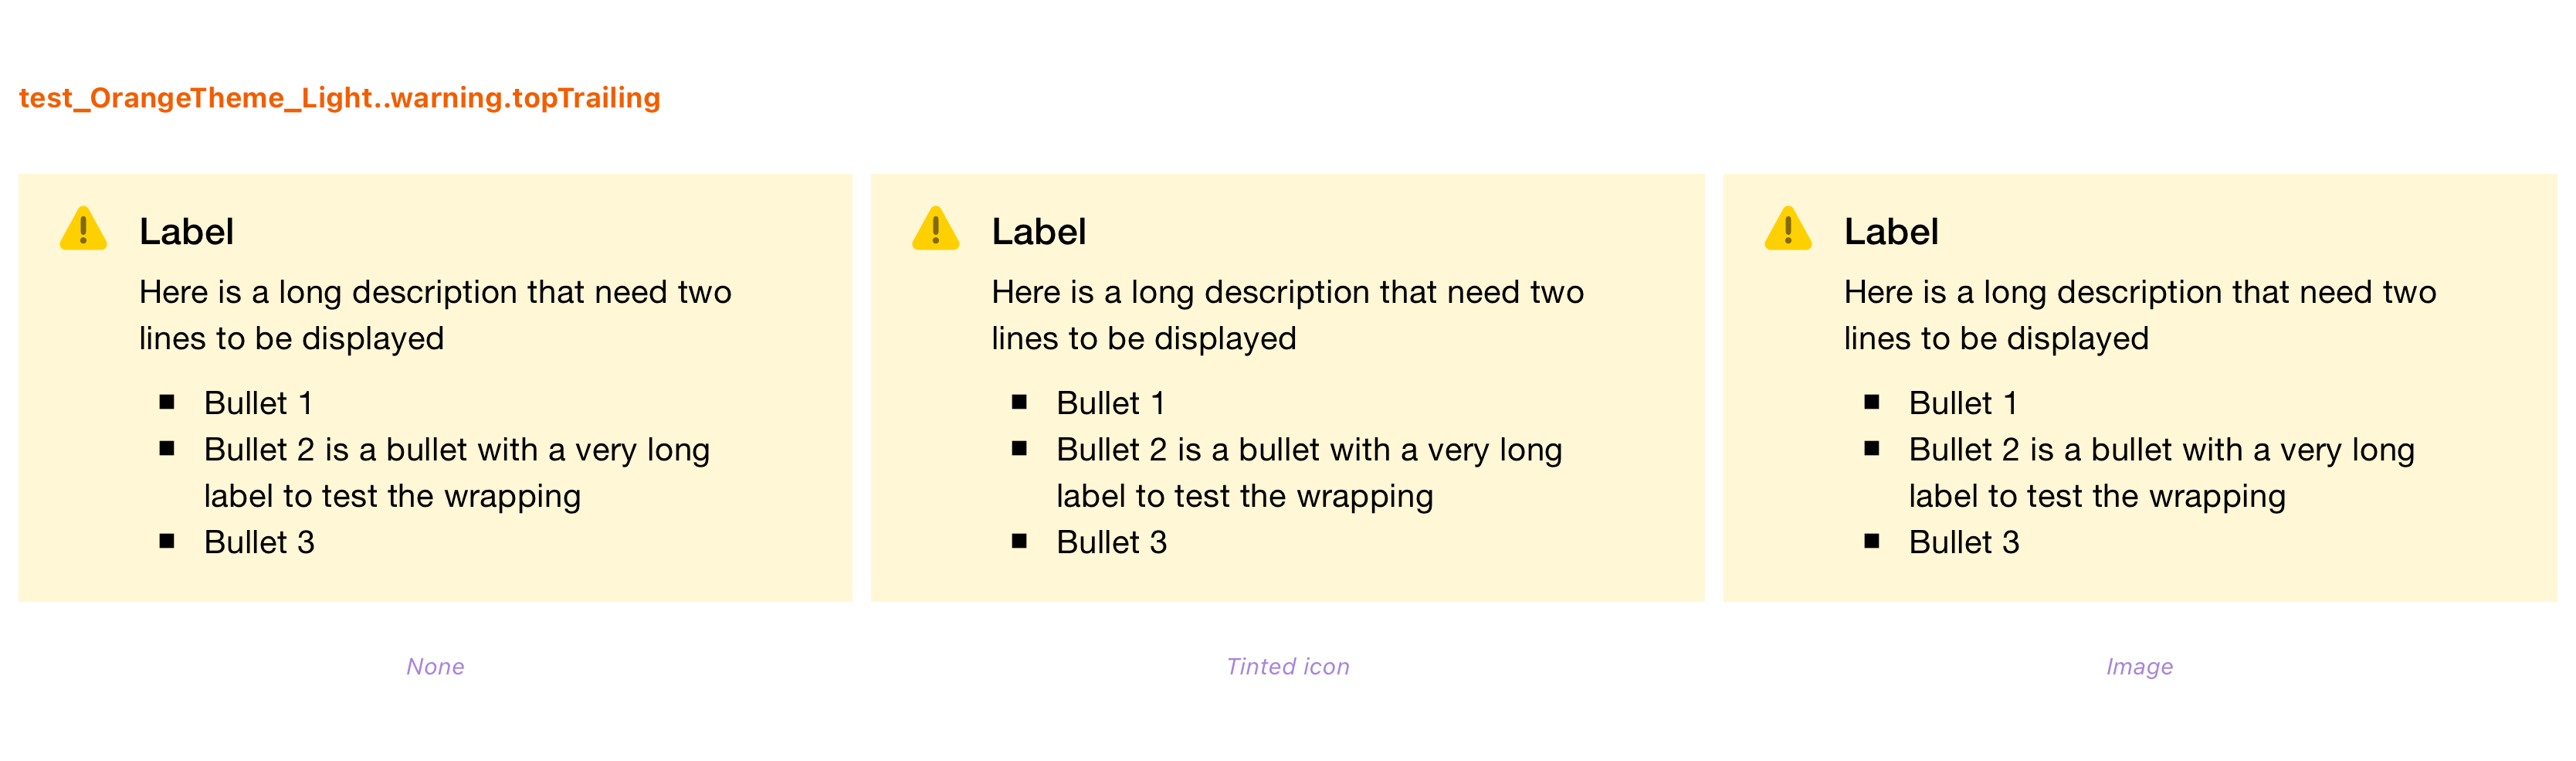 test_OrangeTheme_Light..warning.topTrailing
Label
Here is a long description that need two
lines to be displayed
Bullet 1
Bullet 2 is a bullet with a very long
label to test the wrapping
Bullet 3
None
Label
Here is a long description that need two
lines to be displayed
Bullet 1
Bullet 2 is a bullet with a very long
label to test the wrapping
Bullet 3
Tinted icon
Label
Here is a long description that need two
lines to be displayed
Bullet 1
Bullet 2 is a bullet with a very long
label to test the wrapping
Bullet 3
Image